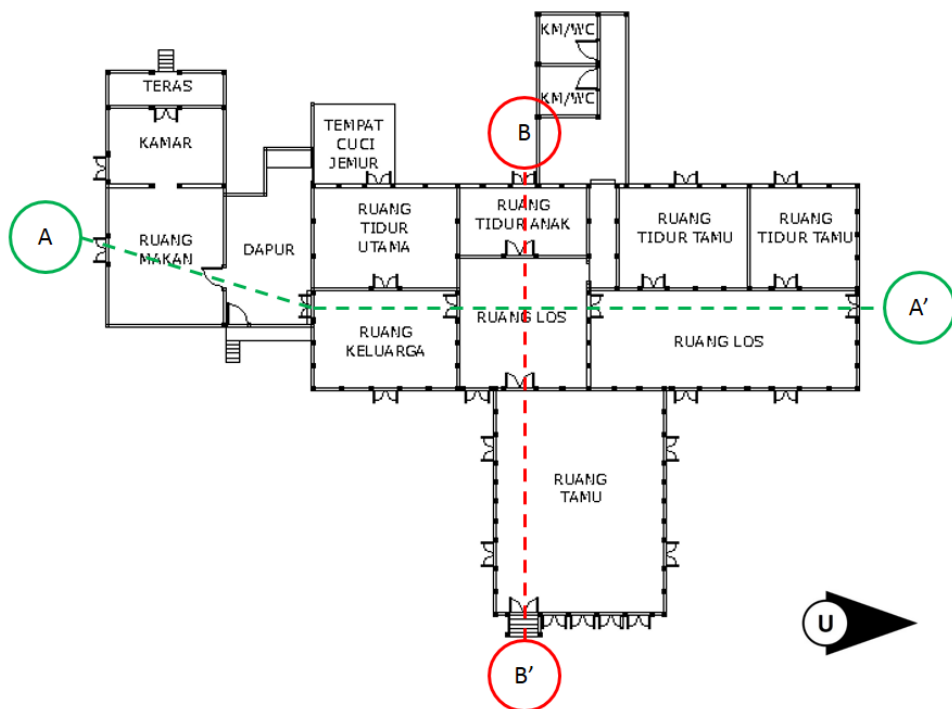 KM/WC
KM/WC
TERAS
KAMAR
TEMPAT
CUCI
JEMUR
B
RUANG
TIDUR
UTAMA
RUANG
TIDUR ANAK
RUANG
TIDUR TAMU
RUANG
TIDUR TAMU
A
RUANG
MAKAN
DAPUR
RUANG
KELUARGA
RUANG LOS
RUANG LOS
A’
RUANG
TAMU
U
B’